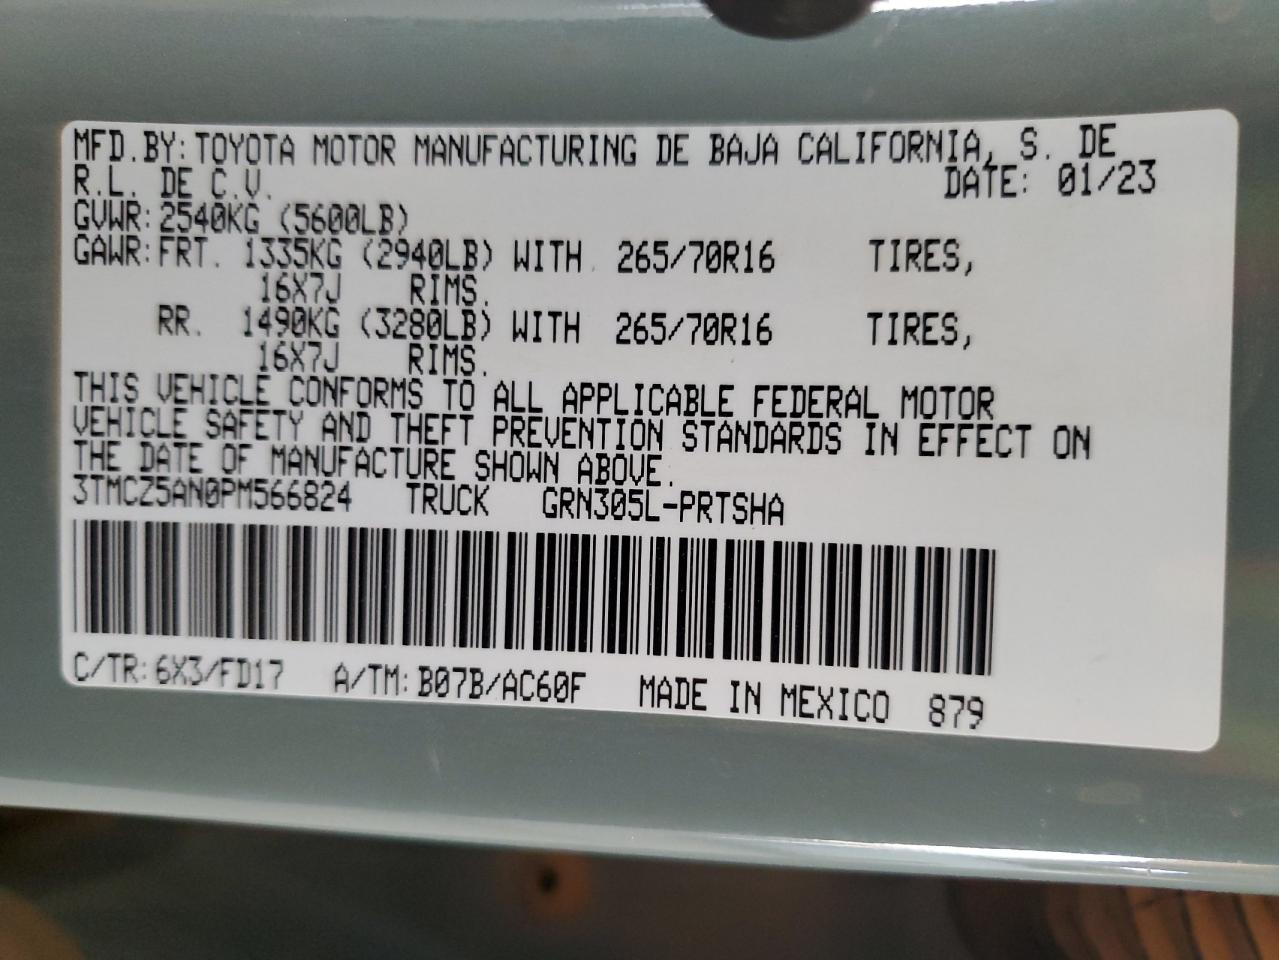 MFD.BY:TOYOTA MOTOR MANUFACTURING DE BAJA CALIFORNIA, S. DE
R.L. DE C.V. DATE: 01/23
GVWR:2540KG (5600LB)
GAWR:FRT. 1335KG (2940LB) WITH 265/70R16 TIRES,
16X7J RIMS.
RR. 1490KG (3280LB) WITH 265/70R16 TIRES,
16X7J RIMS.
THIS VEHICLE CONFORMS TO ALL APPLICABLE FEDERAL MOTOR
VEHICLE SAFETY AND THEFT PREVENTION STANDARDS IN EFFECT ON
THE DATE OF MANUFACTURE SHOWN ABOVE.
3TMCZ5AN0PM566824 TRUCK GRN305L-PRTSHA
C/TR:6X3/FD17 A/TM:B07B/AC60F MADE IN MEXICO 879